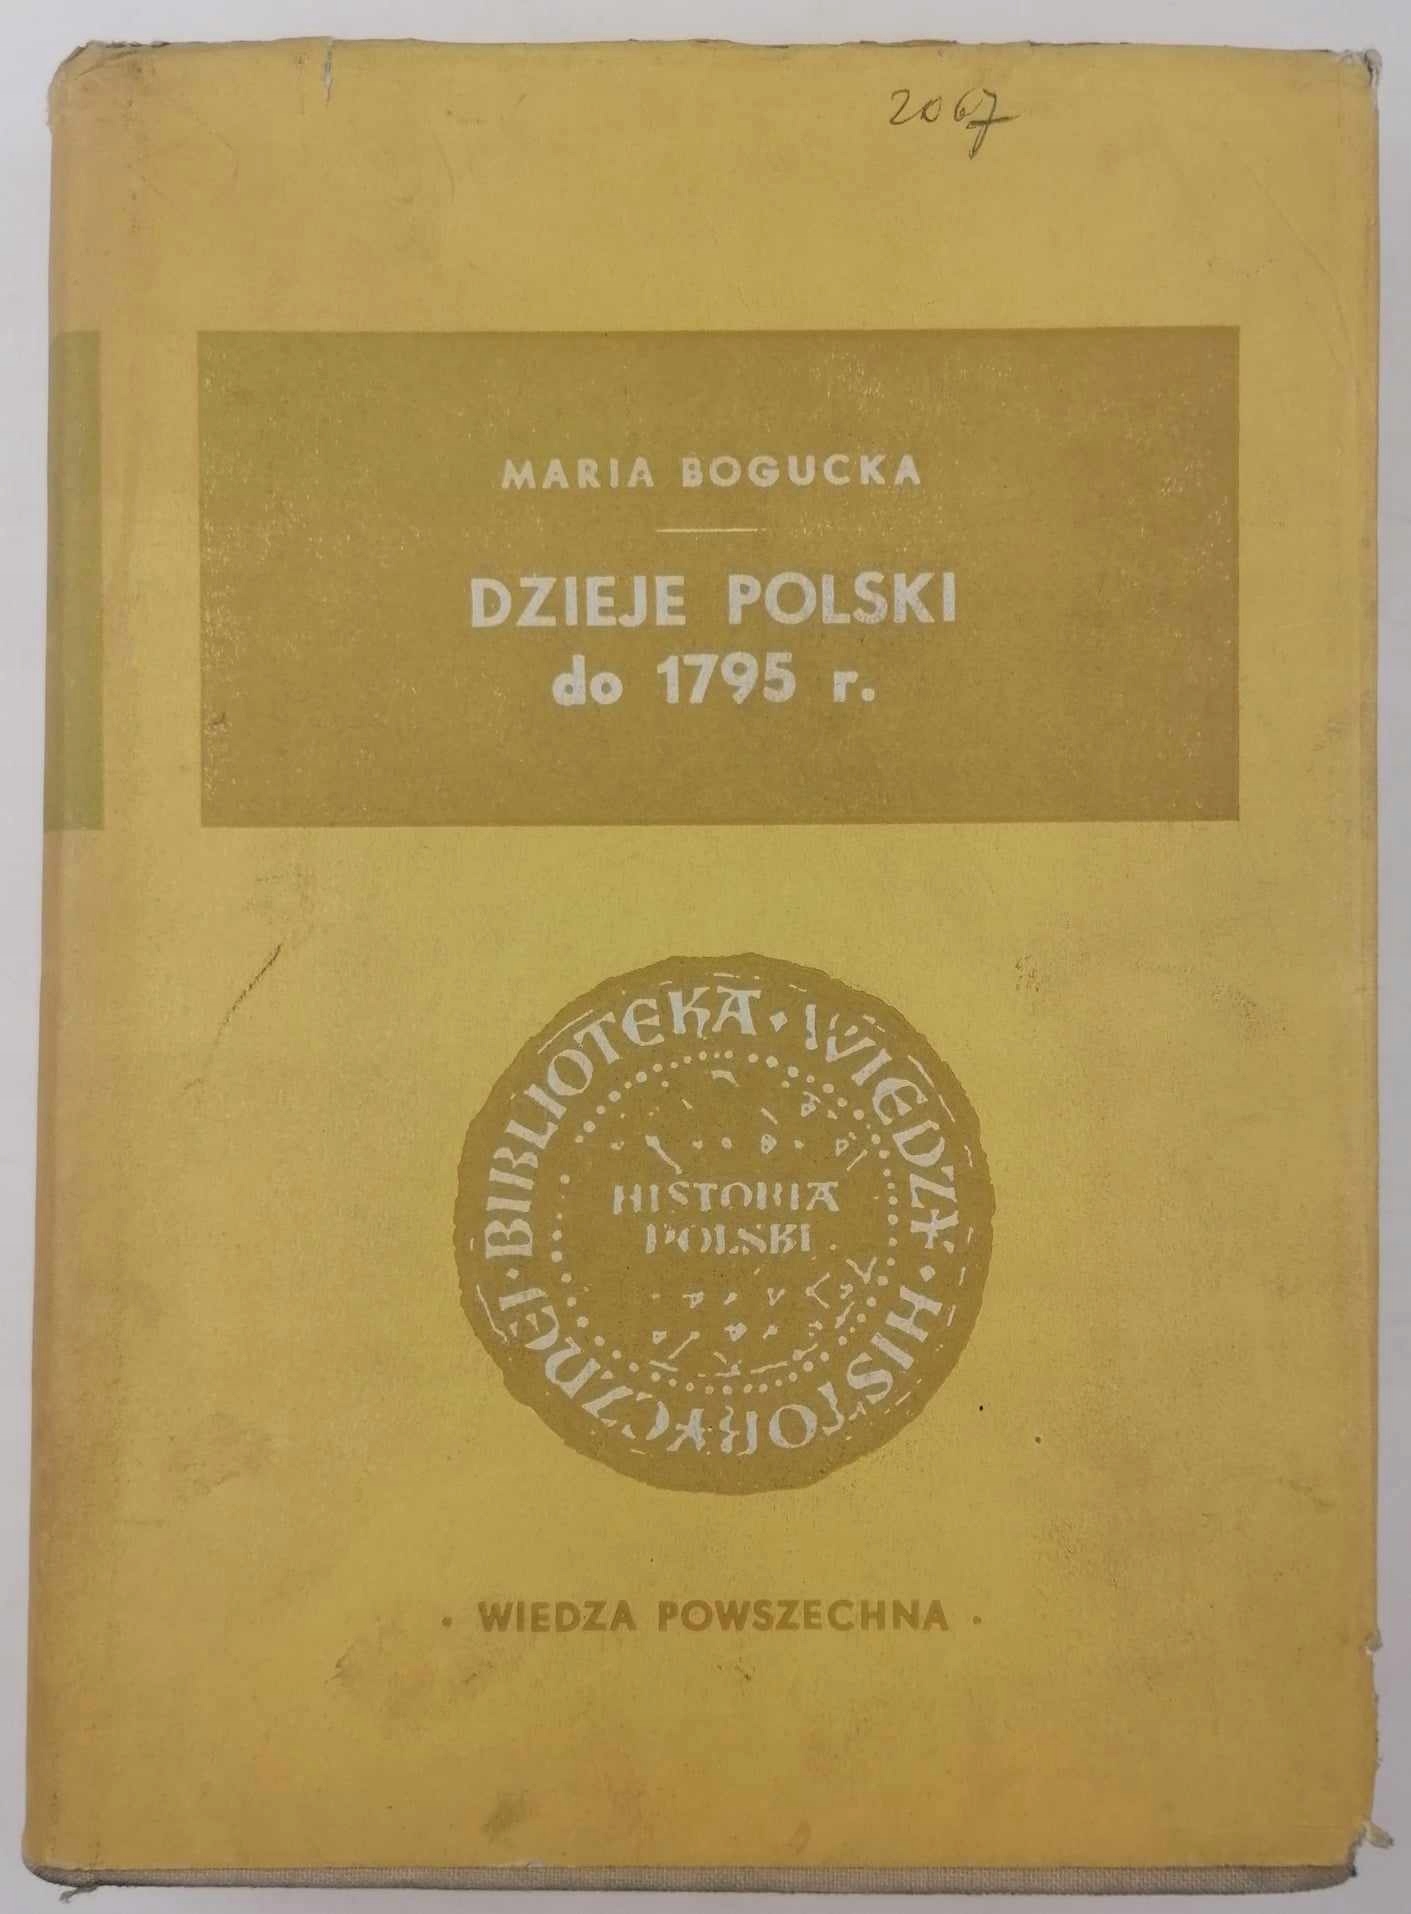 2067
MARIA BOGUCKA
DZIEJE POLSKI
do 1795 r.
BIBLIOTEKA · WIEDZY · HISTORYCZNEJ ·
HISTORIA
POLSKI
· WIEDZA POWSZECHNA ·